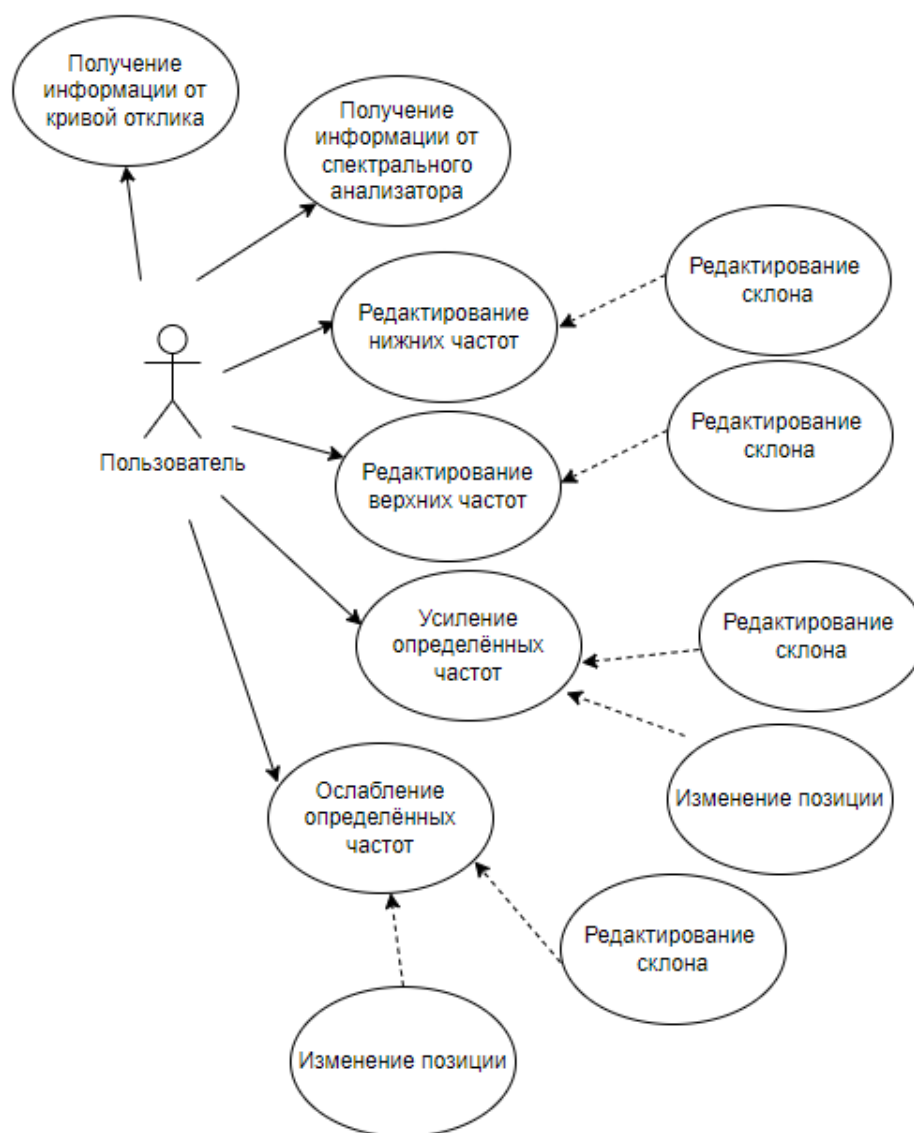 Получение
информации от
кривой отклика
Получение
информации от
спектрального
анализатора
Редактирование
склона
Редактирование
нижних частот
Редактирование
склона
Пользователь
Редактирование
верхних частот
Усиление
определённых
частот
Редактирование
склона
Изменение позиции
Ослабление
определённых
частот
Редактирование
склона
Изменение позиции